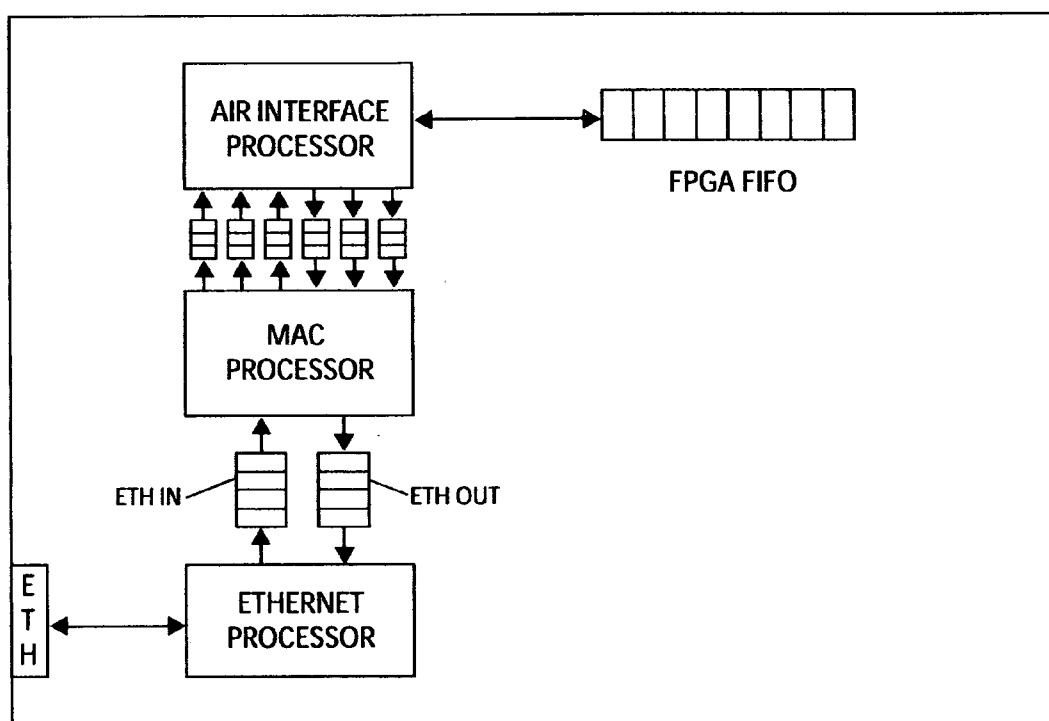 AIR INTERFACE
PROCESSOR
FPGA FIFO
MAC
PROCESSOR
ETH IN
ETH OUT
E
T
H
ETHERNET
PROCESSOR